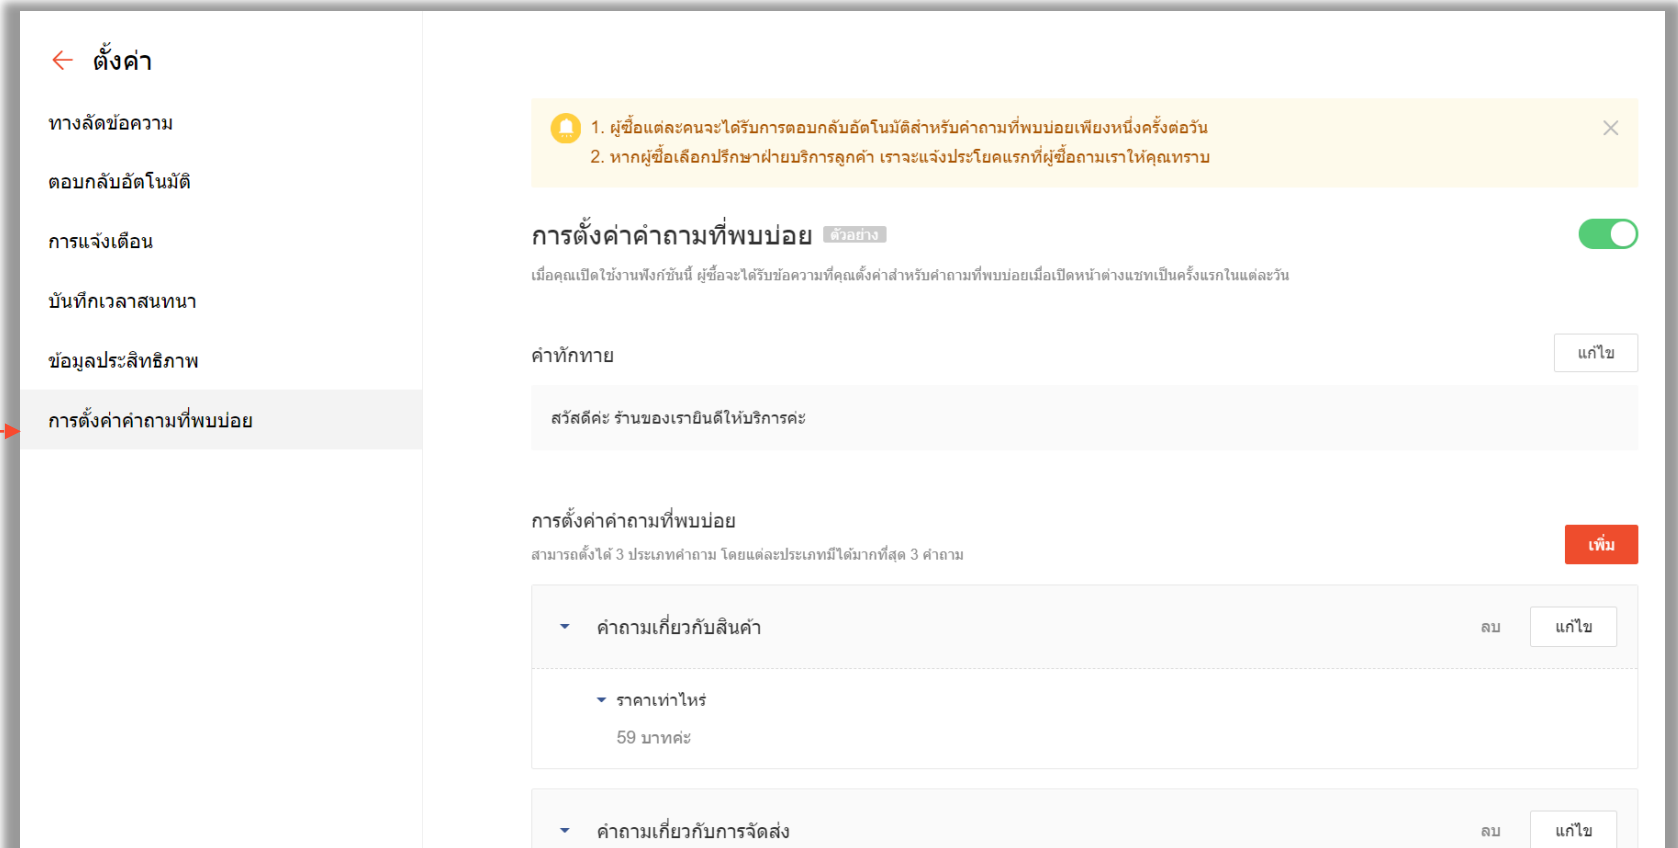 ตั้งค่า
ทางลัดข้อความ
ตอบกลับอัตโนมัติ
การแจ้งเตือน
บันทึกเวลาสนทนา
ข้อมูลประสิทธิภาพ
การตั้งค่าคำถามที่พบบ่อย
1. ผู้ซื้อแต่ละคนจะได้รับการตอบกลับอัตโนมัติสำหรับคำถามที่พบบ่อยเพียงหนึ่งครั้งต่อวัน
2. หากผู้ซื้อเลือกปรึกษาฝ่ายบริการลูกค้า เราจะแจ้งประโยคแรกที่ผู้ซื้อถามเราให้คุณทราบ
การตั้งค่าคำถามที่พบบ่อย ตัวอย่าง
เมื่อคุณเปิดใช้งานฟังก์ชันนี้ ผู้ซื้อจะได้รับข้อความที่คุณตั้งค่าสำหรับคำถามที่พบบ่อยเมื่อเปิดหน้าต่างแชทเป็นครั้งแรกในแต่ละวัน
คำทักทาย แก้ไข
สวัสดีค่ะ ร้านของเรายินดีให้บริการค่ะ
การตั้งค่าคำถามที่พบบ่อย
สามารถตั้งได้ 3 ประเภทคำถาม โดยแต่ละประเภทมีได้มากที่สุด 3 คำถาม
เพิ่ม
คำถามเกี่ยวกับสินค้า ลบ แก้ไข
ราคาเท่าไหร่
59 บาทค่ะ
คำถามเกี่ยวกับการจัดส่ง ลบ แก้ไข